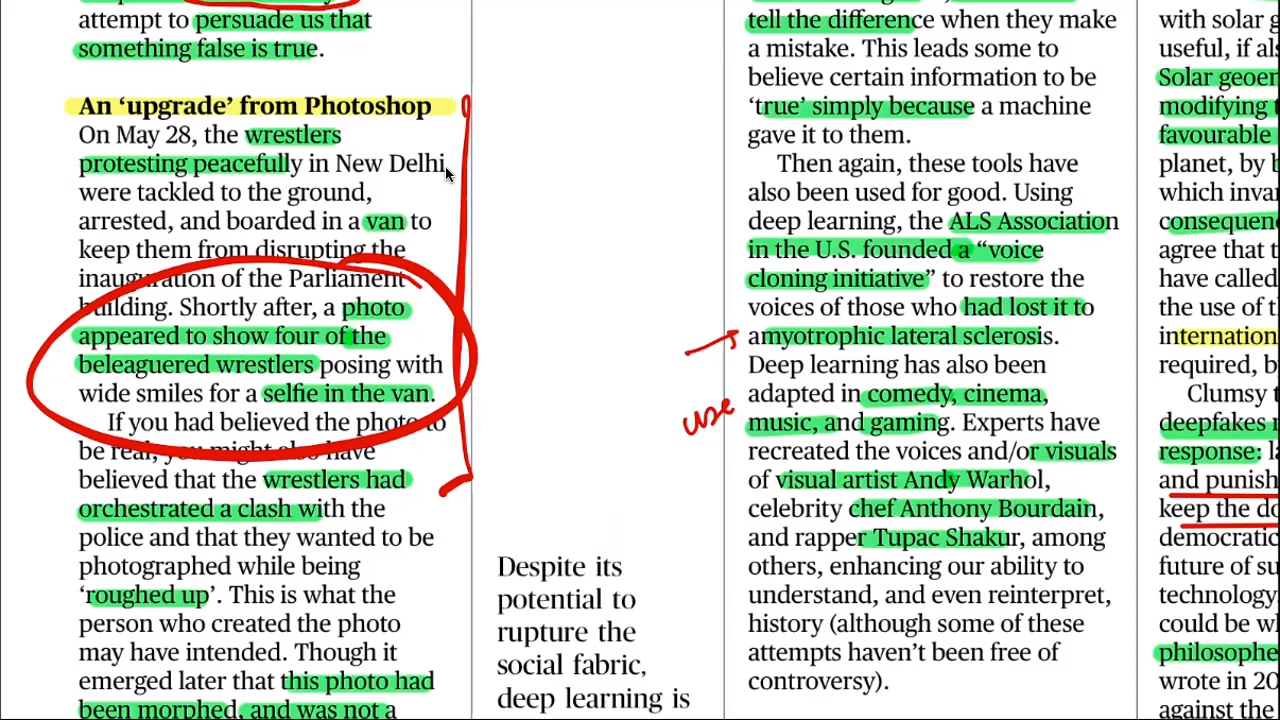 attempt to persuade us that
something false is true.
An ‘upgrade’ from Photoshop
On May 28, the wrestlers
protesting peacefully in New Delhi
were tackled to the ground,
arrested, and boarded in a van to
keep them from disrupting the
inauguration of the Parliament
building. Shortly after, a photo
appeared to show four of the
beleaguered wrestlers posing with
wide smiles for a selfie in the van.
If you had believed the photo to
be real, you might also have
believed that the wrestlers had
orchestrated a clash with the
police and that they wanted to be
photographed while being
‘roughed up’. This is what the
person who created the photo
may have intended. Though it
emerged later that this photo had
been morphed, and was not a
Despite its
potential to
rupture the
social fabric,
deep learning is
tell the difference when they make
a mistake. This leads some to
believe certain information to be
‘true’ simply because a machine
gave it to them.
Then again, these tools have
also been used for good. Using
deep learning, the ALS Association
in the U.S. founded a “voice
cloning initiative” to restore the
voices of those who had lost it to
amyotrophic lateral sclerosis.
Deep learning has also been
adapted in comedy, cinema,
use
music, and gaming. Experts have
recreated the voices and/or visuals
of visual artist Andy Warhol,
celebrity chef Anthony Bourdain,
and rapper Tupac Shakur, among
others, enhancing our ability to
understand, and even reinterpret,
history (although some of these
attempts haven’t been free of
controversy).
with solar
useful, if
Solar
modifying
favourable
planet, by
which
agree that
have called
the use of
required,
Clumsy
deepfakes
response:
and punish
keep the
future of
technology
could be
wrote in 20
against the